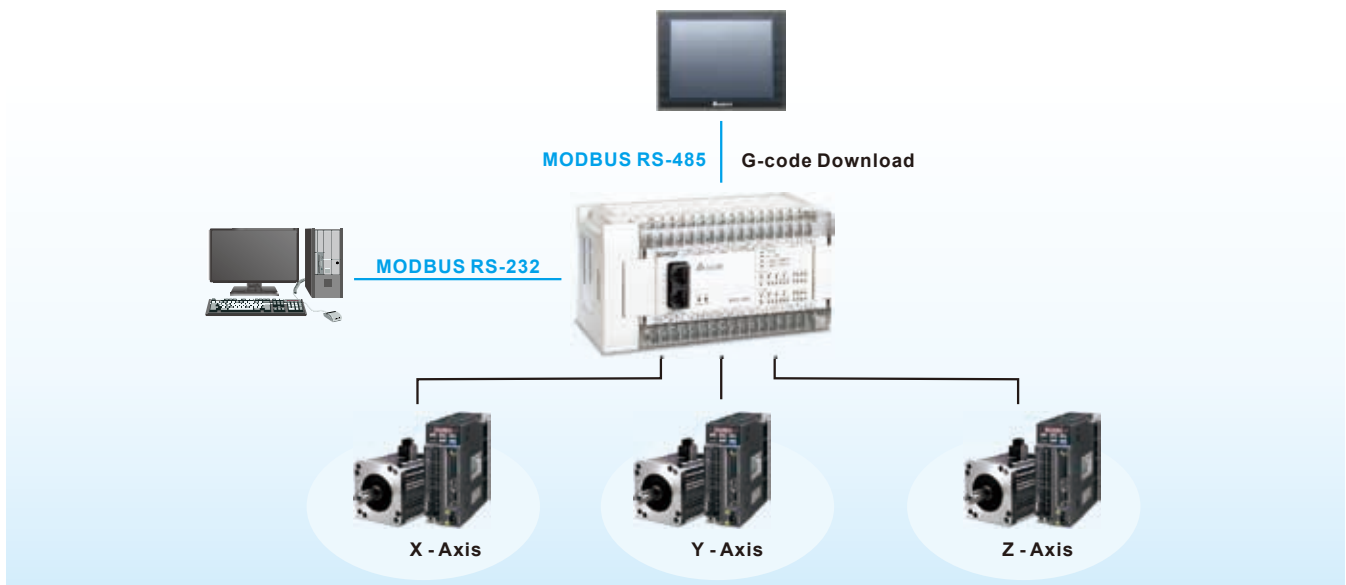 MODBUS RS-485
G-code Download
MODBUS RS-232
X - Axis
Y - Axis
Z - Axis